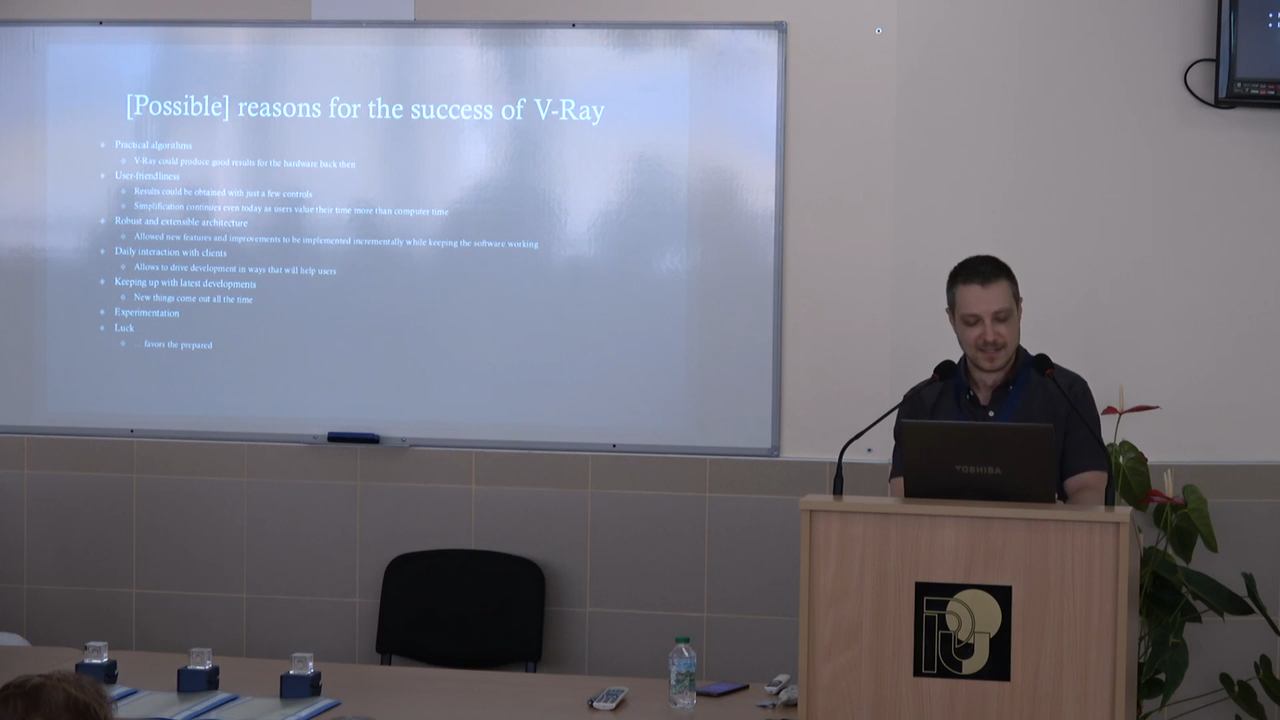 [Possible] reasons for the success of V-Ray
Practical algorithms
V-Ray could produce good results for the hardware back then
User-friendliness
Results could be obtained with just a few controls
Simplification continues even today as users value their time more than computer time
Robust and extensible architecture
Allowed new features and improvements to be implemented incrementally while keeping the software working
Daily interaction with clients
Allows to drive development in ways that will help users
Keeping up with latest developments
New things come out all the time
Experimentation
Luck
... favors the prepared
TOSHIBA